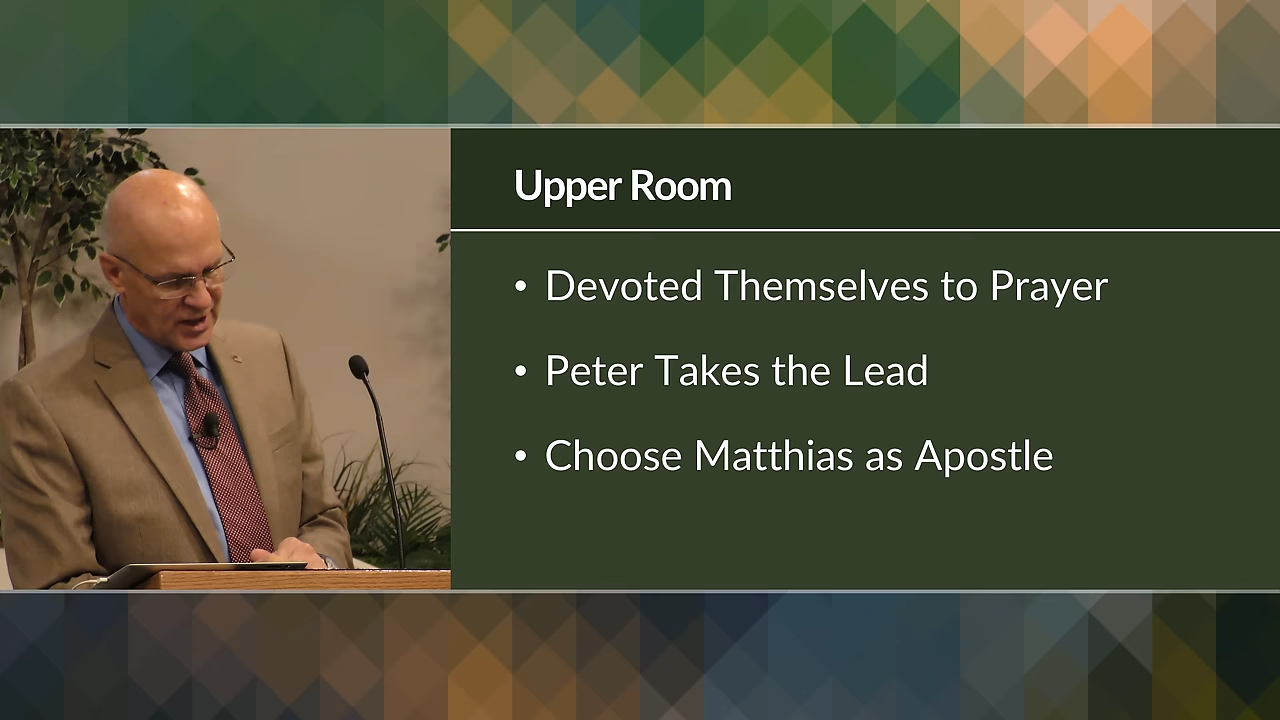 Upper Room
• Devoted Themselves to Prayer
• Peter Takes the Lead
• Choose Matthias as Apostle